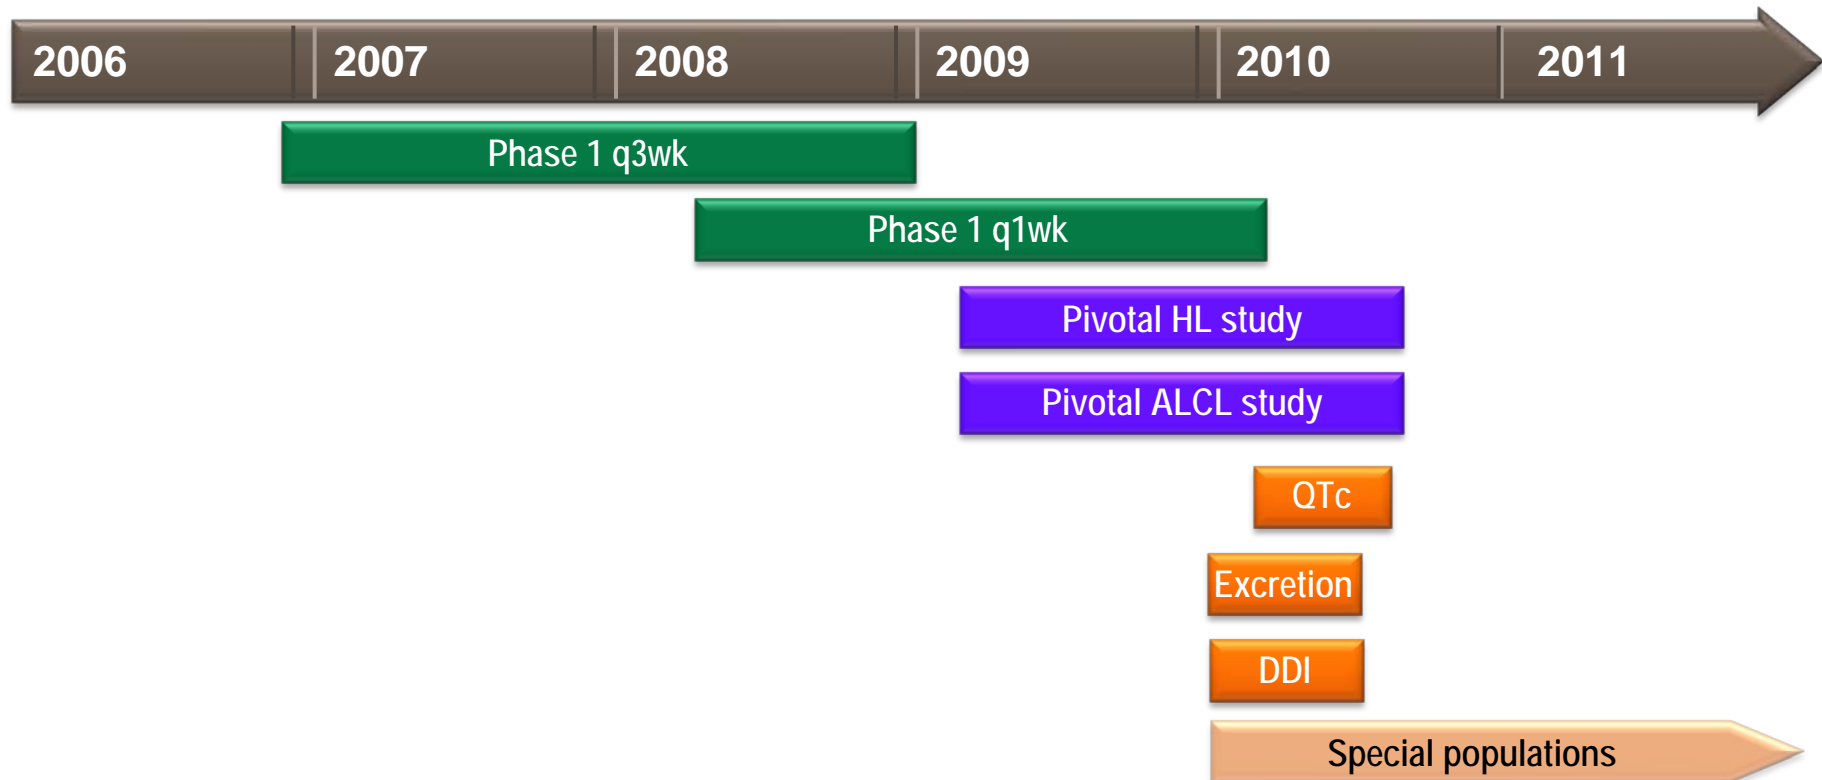 2006 2007 2008 2009 2010 2011
Phase 1 q3wk
Phase 1 q1wk
Pivotal HL study
Pivotal ALCL study
QTc
Excretion
DDI
Special populations